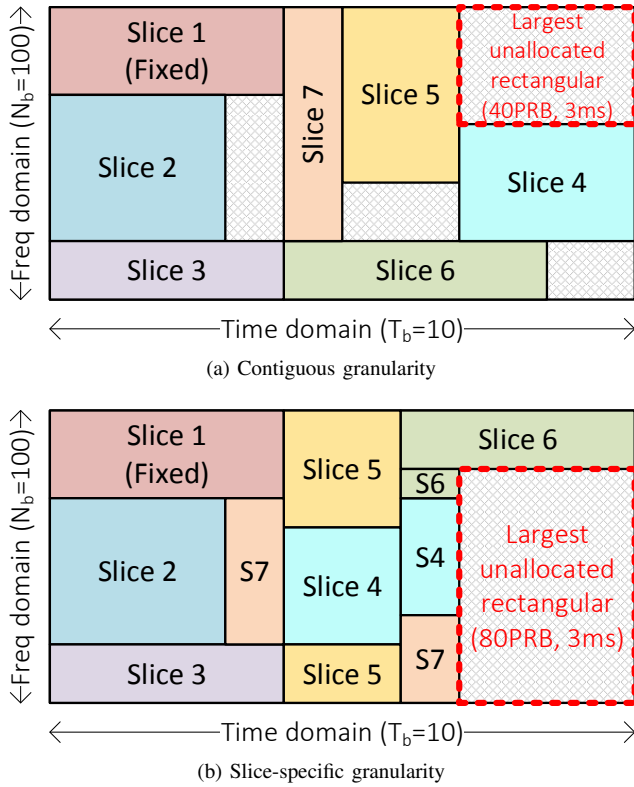 ←Freq domain (N_b=100)→
Slice 1
(Fixed)
Slice 2
Slice 3
Slice 7
Slice 5
Largest
unallocated
rectangular
(40PRB, 3ms)
Slice 4
Slice 6
Time domain (T_b=10)
(a) Contiguous granularity
←Freq domain (N_b=100)→
Slice 1
(Fixed)
Slice 2
S7
Slice 3
Slice 5
Slice 4
Slice 5
Slice 6
S6
S4
S7
Largest
unallocated
rectangular
(80PRB, 3ms)
Time domain (T_b=10)
(b) Slice-specific granularity